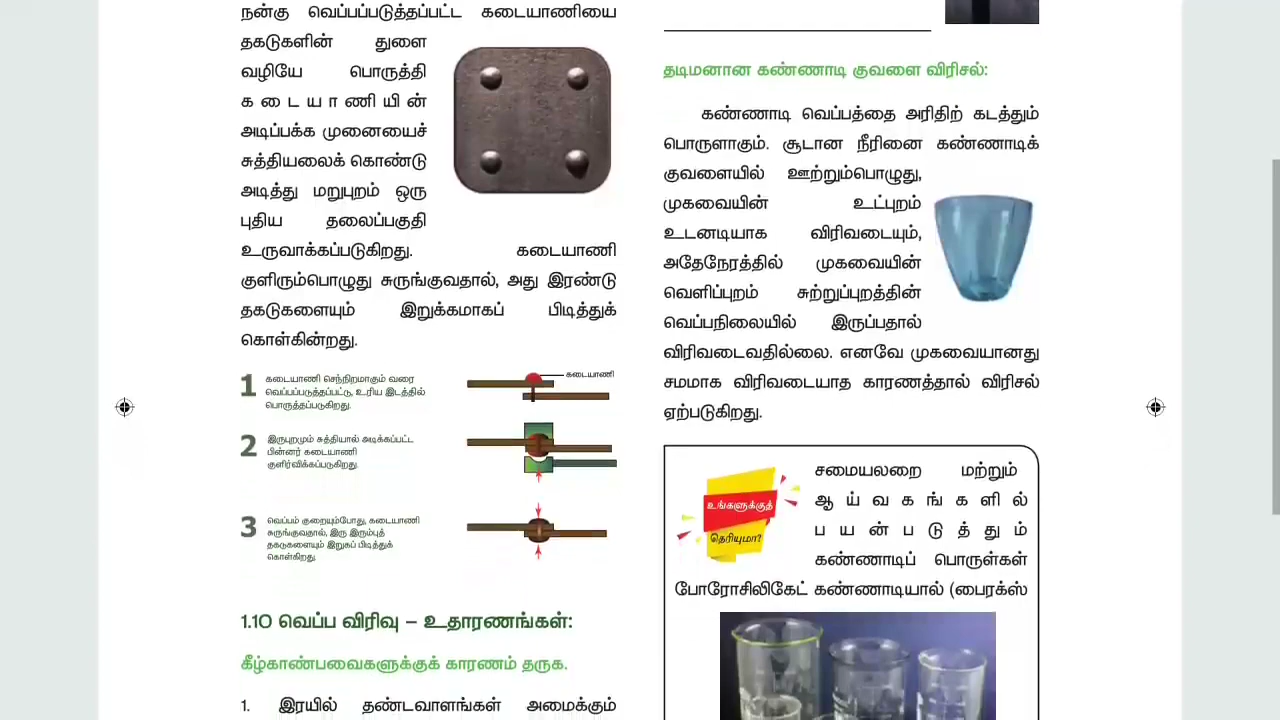 நன்கு வெப்பப்படுத்தப்பட்ட கடையாணியை
தகடுகளின் துளை
வழியே பொருத்தி
கடையாணியின்
அடிப்பக்க முனையைச்
சுத்தியலைக் கொண்டு
அடித்து மறுபுறம் ஒரு
புதிய தலைப்பகுதி
உருவாக்கப்படுகிறது. கடையாணி
குளிரும்பொழுது சுருங்குவதால், அது இரண்டு
தகடுகளையும் இறுக்கமாகப் பிடித்துக்
கொள்கின்றது.
1 கடையாணி செந்நிறமாகும் வரை
வெப்பப்படுத்தப்பட்டு, உரிய இடத்தில்
பொருத்தப்படுகிறது.
கடையாணி
2 இருபுறமும் சுத்தியால் அடிக்கப்பட்ட
பின்னர் கடையாணி
குளிர்விக்கப்படுகிறது.
3 வெப்பம் குறையும்போது, கடையாணி
சுருங்குவதால், இரு இரும்புத்
தகடுகளையும் இறுகப் பிடித்துக்
கொள்கிறது.
1.10 வெப்ப விரிவு – உதாரணங்கள்:
கீழ்காண்பவைகளுக்குக் காரணம் தருக.
1. இரயில் தண்டவாளங்கள் அமைக்கும்
தடிமனான கண்ணாடி குவளை விரிசல்:
கண்ணாடி வெப்பத்தை அரிதிற் கடத்தும்
பொருளாகும். சூடான நீரினை கண்ணாடிக்
குவளையில் ஊற்றும்பொழுது,
முகவையின் உட்புறம்
உடனடியாக விரிவடையும்,
அதேநேரத்தில் முகவையின்
வெளிப்புறம் சுற்றுப்புறத்தின்
வெப்பநிலையில் இருப்பதால்
விரிவடைவதில்லை. எனவே முகவையானது
சமமாக விரிவடையாத காரணத்தால் விரிசல்
ஏற்படுகிறது.
உங்களுக்குத்
தெரியுமா?
சமையலறை மற்றும்
ஆய்வகங்களில்
பயன்படுத்தும்
கண்ணாடிப் பொருள்கள்
போரோசிலிகேட் கண்ணாடியால் (பைரக்ஸ்